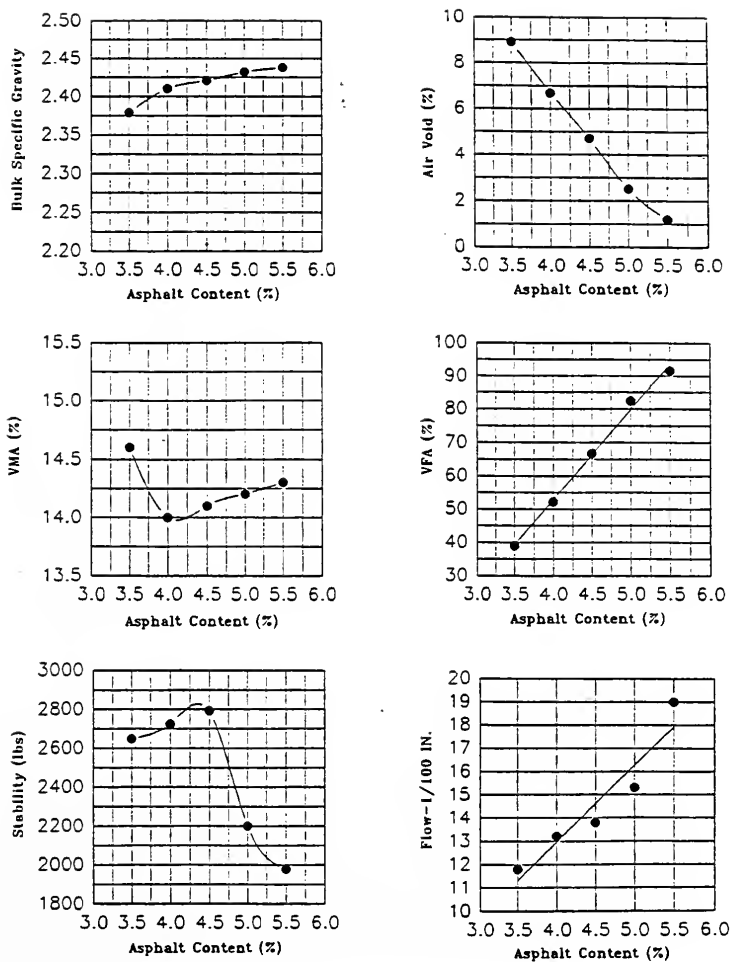 2.50
2.45
2.40
2.35
2.30
2.25
2.20
Bulk Specific Gravity
3.0 3.5 4.0 4.5 5.0 5.5 6.0
Asphalt Content (%)
10
8
6
4
2
0
Air Void (%)
3.0 3.5 4.0 4.5 5.0 5.5 6.0
Asphalt Content (%)
15.5
15.0
14.5
14.0
13.5
VMA (%)
3.0 3.5 4.0 4.5 5.0 5.5 6.0
Asphalt Content (%)
100
90
80
70
60
50
40
30
VFA (%)
3.0 3.5 4.0 4.5 5.0 5.5 6.0
Asphalt Content (%)
3000
2800
2600
2400
2200
2000
1800
Stability (lbs)
3.0 3.5 4.0 4.5 5.0 5.5 6.0
Asphalt Content (%)
20
19
18
17
16
15
14
13
12
11
10
Flow-1/100 IN.
3.0 3.5 4.0 4.5 5.0 5.5 6.0
Asphalt Content (%)